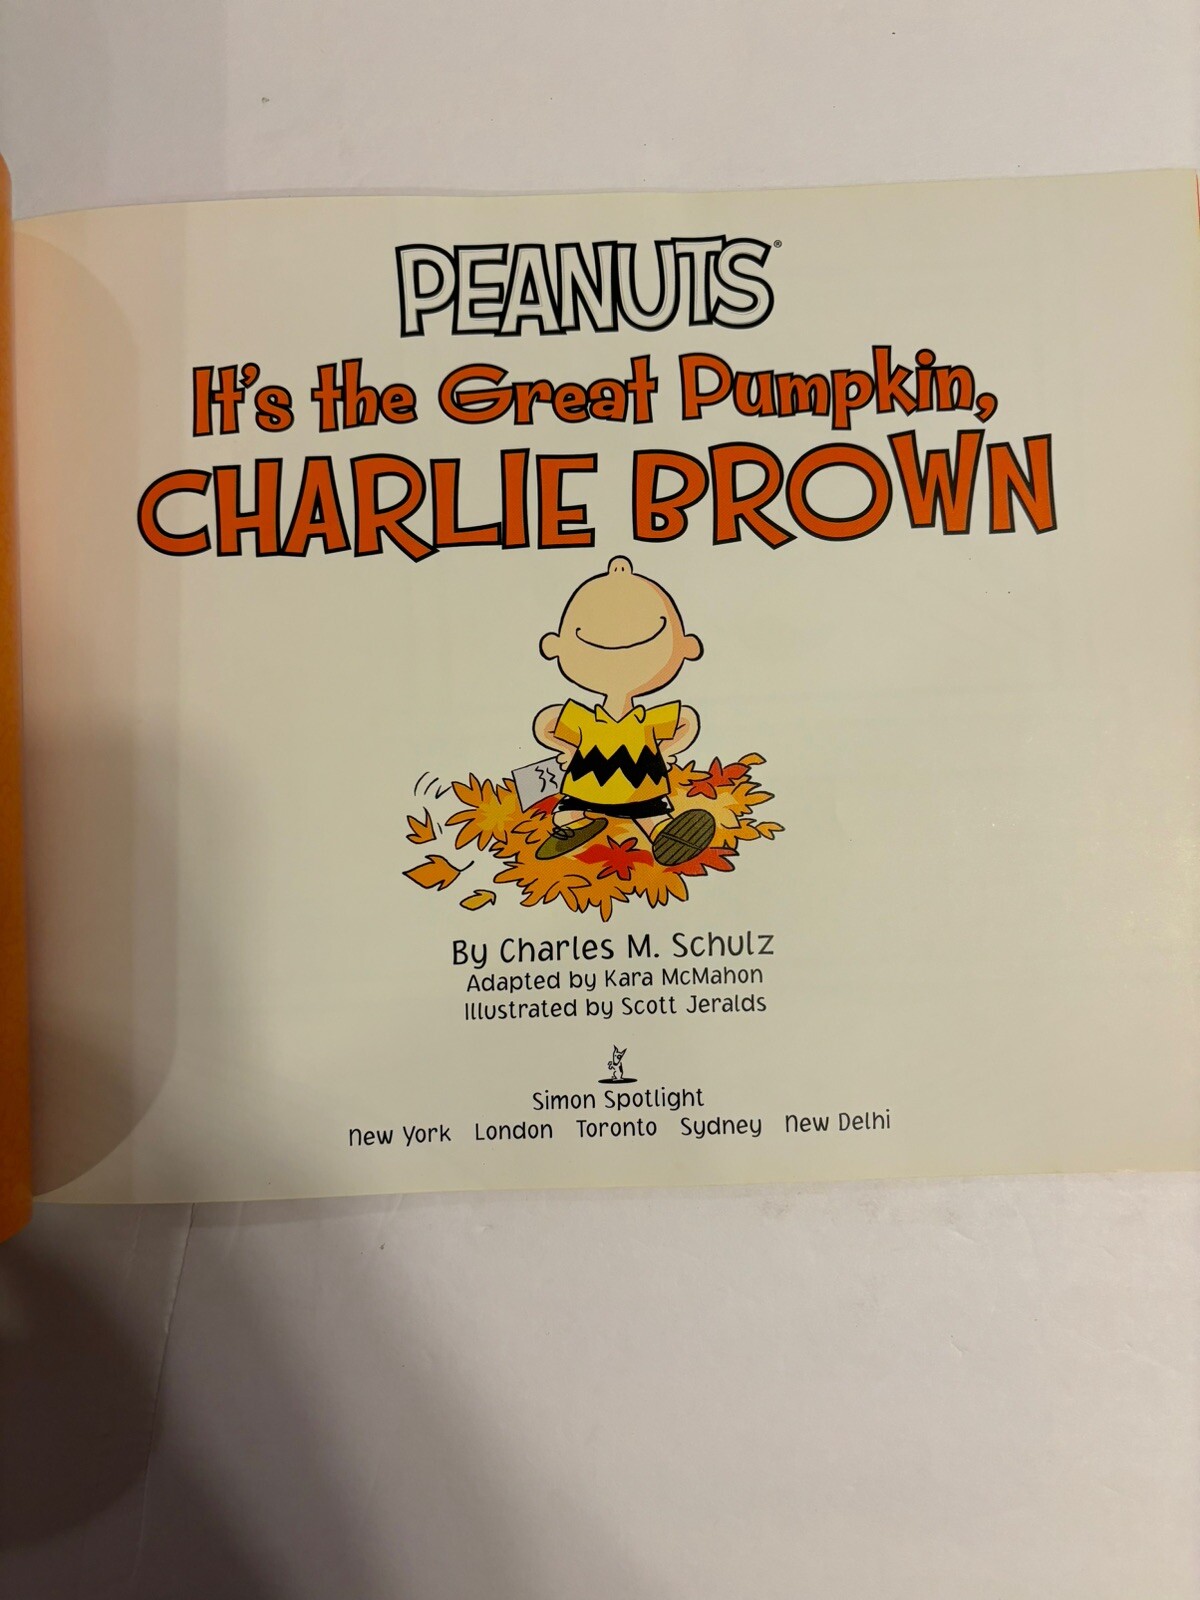 PEANUTS®
It's the Great Pumpkin,
CHARLIE BROWN
By Charles M. Schulz
Adapted by Kara McMahon
Illustrated by Scott Jeralds
Simon Spotlight
New York London Toronto Sydney New Delhi